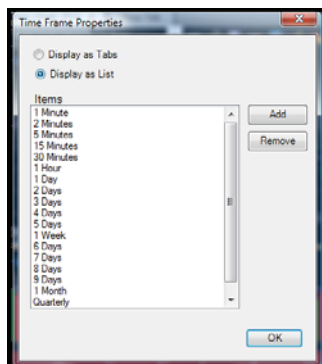 Time Frame Properties
Display as Tabs
Display as List
Items
1 Minute
2 Minutes
5 Minutes
15 Minutes
30 Minutes
1 Hour
1 Day
2 Days
3 Days
4 Days
5 Days
1 Week
6 Days
7 Days
8 Days
9 Days
1 Month
Quarterly
Add
Remove
OK